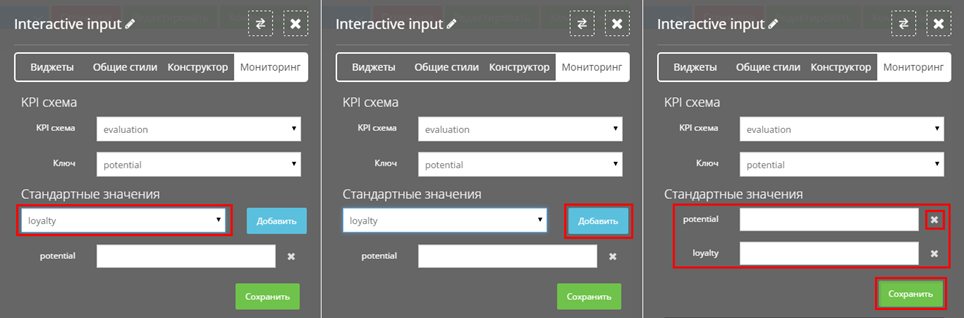 Interactive input
Виджеты Общие стили Конструктор Мониторинг
KPI схема
KPI схема evaluation
Ключ potential
Стандартные значения
loyalty Добавить
potential
Сохранить
Interactive input
Виджеты Общие стили Конструктор Мониторинг
KPI схема
KPI схема evaluation
Ключ potential
Стандартные значения
loyalty Добавить
potential
Сохранить
Interactive input
Виджеты Общие стили Конструктор Мониторинг
KPI схема
KPI схема evaluation
Ключ potential
Стандартные значения
potential
loyalty
Сохранить